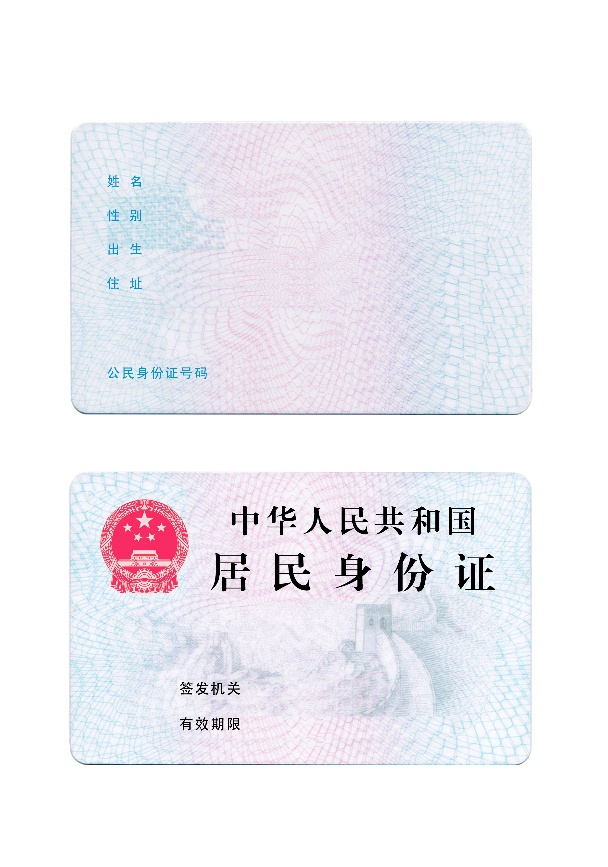 姓名
性别
出生
住址
公民身份证号码
中华人民共和国
居民身份证
签发机关
有效期限